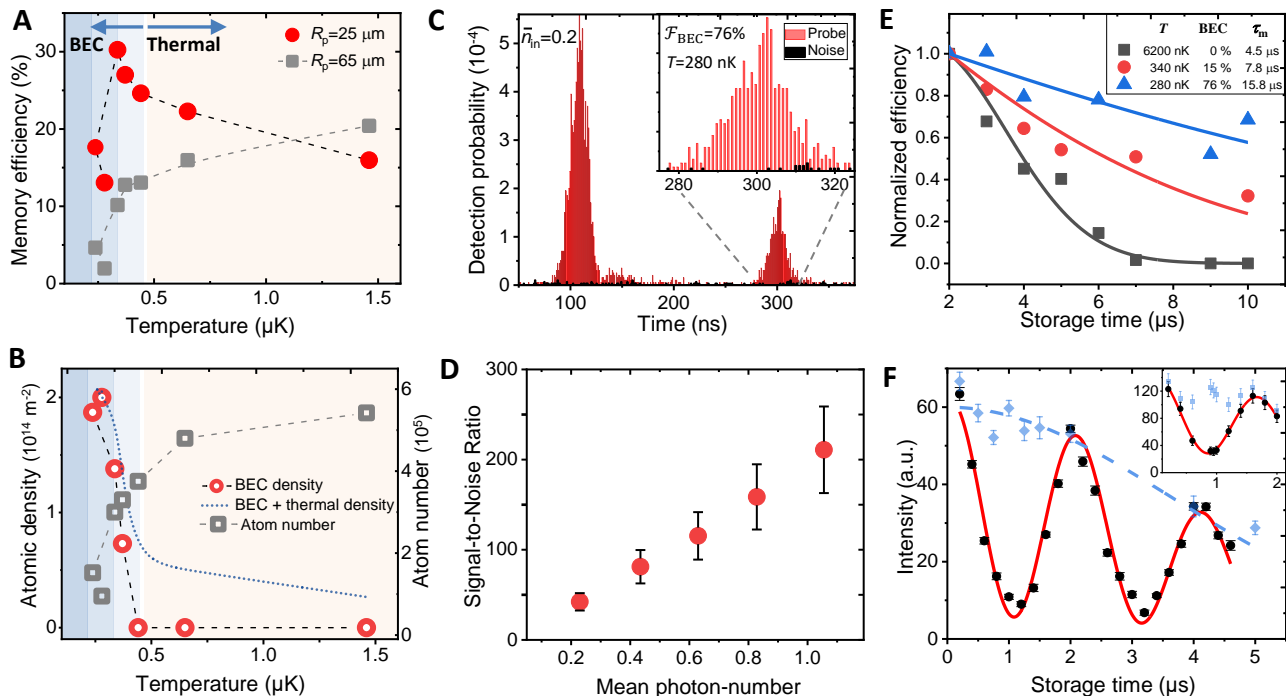 A
BEC
Thermal
Rp=25 μm
Rp=65 μm
Memory efficiency (%)
30
20
10
0
0.5
1.0
1.5
Temperature (μK)
B
Atomic density (10^14 m^-2)
2
1
0
BEC density
BEC + thermal density
Atom number
Atom number (10^5)
6
4
2
0
0.5
1.0
1.5
Temperature (μK)
C
n̄in=0.2
Detection probability (10^-4)
5
4
3
2
1
0
100
200
300
Time (ns)
ℱBEC=76%
T=280 nK
Probe
Noise
280
300
320
D
Signal-to-Noise Ratio
300
200
100
0
0.2
0.4
0.6
0.8
1.0
Mean photon-number
E
T BEC τm
6200 nK 0 % 4.5 μs
340 nK 15 % 7.8 μs
280 nK 76 % 15.8 μs
Normalized efficiency
1.0
0.8
0.6
0.4
0.2
0.0
2
4
6
8
10
Storage time (μs)
F
Intensity (a.u.)
60
40
20
0
0
1
2
3
4
5
Storage time (μs)
120
80
40
0
1
2